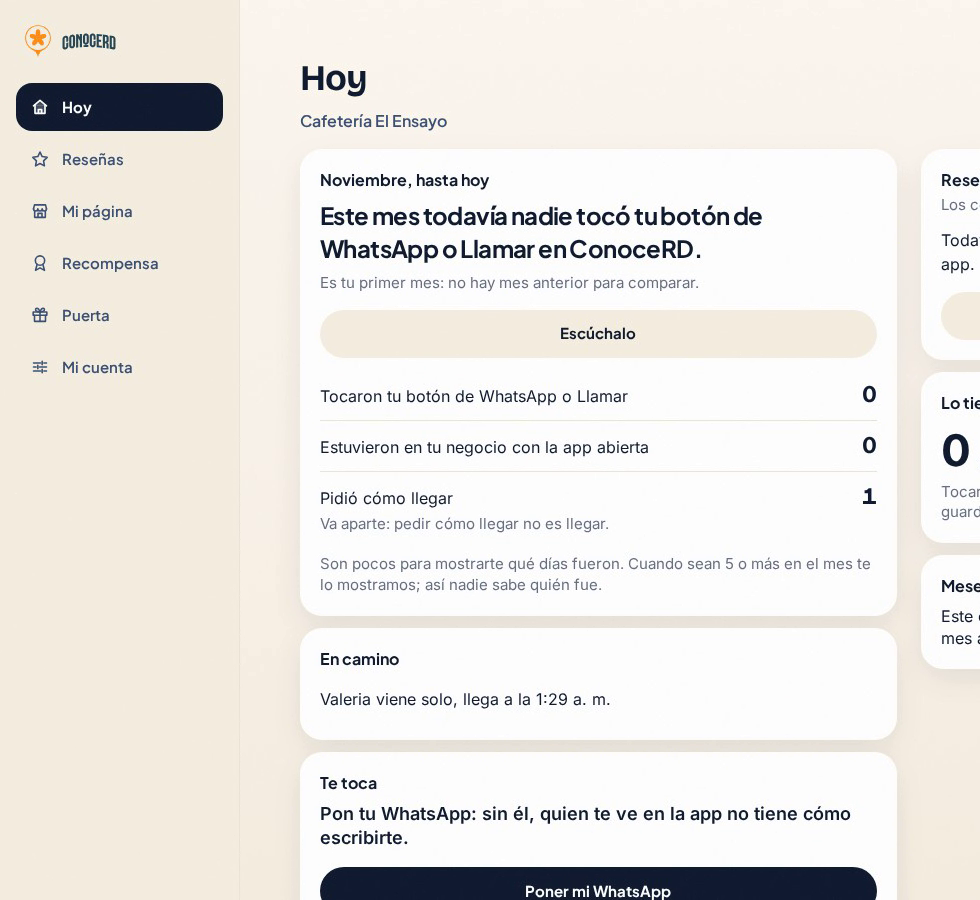 CONOCERD
Hoy
Reseñas
Mi página
Recompensa
Puerta
Mi cuenta
Hoy
Cafetería El Ensayo
Noviembre, hasta hoy
Este mes todavía nadie tocó tu botón de
WhatsApp o Llamar en ConoceRD.
Es tu primer mes: no hay mes anterior para comparar.
Escúchalo
Tocaron tu botón de WhatsApp o Llamar 0
Estuvieron en tu negocio con la app abierta 0
Pidió cómo llegar 1
Va aparte: pedir cómo llegar no es llegar.
Son pocos para mostrarte qué días fueron. Cuando sean 5 o más en el mes te
lo mostramos; así nadie sabe quién fue.
En camino
Valeria viene solo, llega a la 1:29 a. m.
Te toca
Pon tu WhatsApp: sin él, quien te ve en la app no tiene cómo
escribirte.
Poner mi WhatsApp
Los
app.
Lo
0
Este
mes